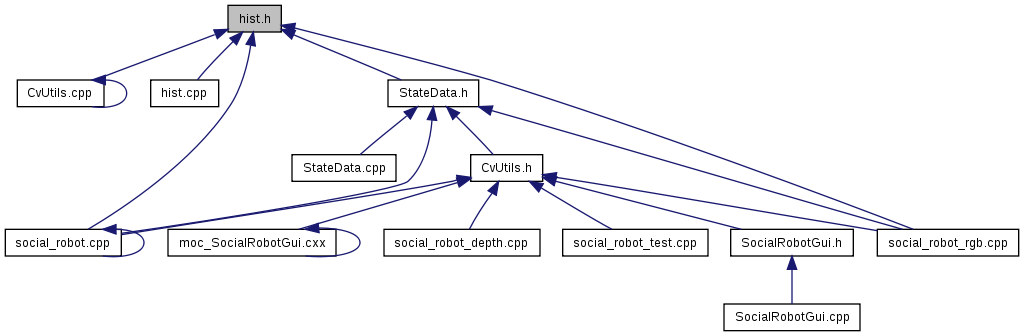 hist.h
CvUtils.cpp
hist.cpp
StateData.h
StateData.cpp
CvUtils.h
social_robot.cpp
moc_SocialRobotGui.cxx
social_robot_depth.cpp
social_robot_test.cpp
SocialRobotGui.h
social_robot_rgb.cpp
SocialRobotGui.cpp